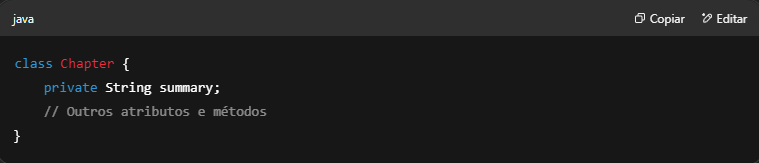 java Copiar Editar
class Chapter {
    private String summary;
    // Outros atributos e métodos
}